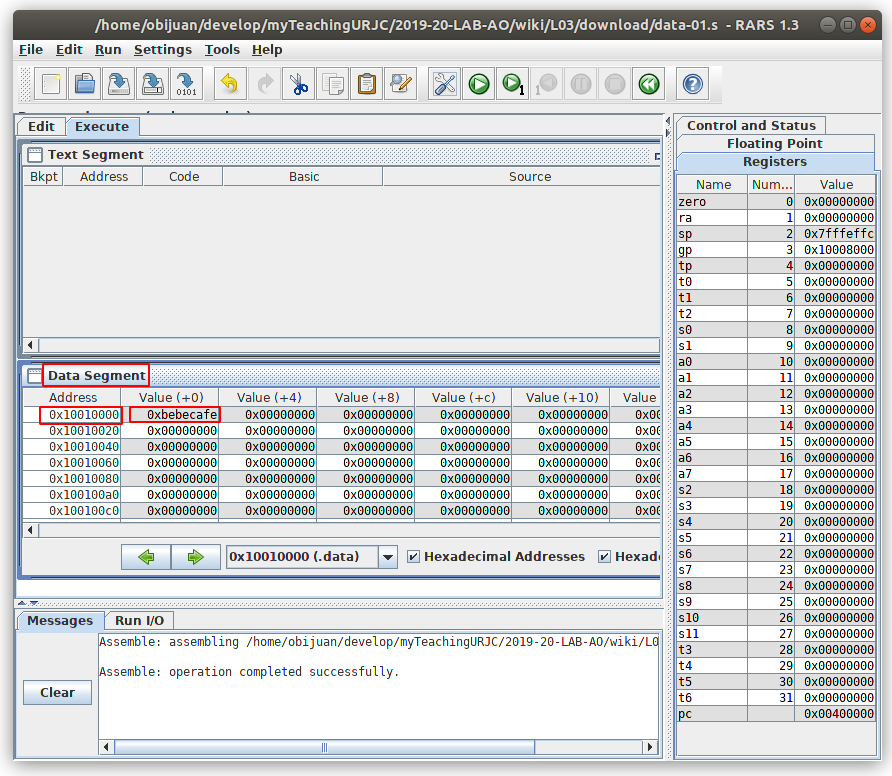 /home/obijuan/develop/myTeachingURJC/2019-20-LAB-AO/wiki/L03/download/data-01.s - RARS 1.3
File Edit Run Settings Tools Help
Edit Execute
Text Segment
Bkpt Address Code Basic Source
Data Segment
Address Value (+0) Value (+4) Value (+8) Value (+c) Value (+10) Value
0x10010000 0xbebecafe 0x00000000 0x00000000 0x00000000 0x00000000 0x00
0x10010020 0x00000000 0x00000000 0x00000000 0x00000000 0x00000000 0x00
0x10010040 0x00000000 0x00000000 0x00000000 0x00000000 0x00000000 0x00
0x10010060 0x00000000 0x00000000 0x00000000 0x00000000 0x00000000 0x00
0x10010080 0x00000000 0x00000000 0x00000000 0x00000000 0x00000000 0x00
0x100100a0 0x00000000 0x00000000 0x00000000 0x00000000 0x00000000 0x00
0x100100c0 0x00000000 0x00000000 0x00000000 0x00000000 0x00000000 0x00
0x10010000 (.data) Hexadecimal Addresses Hexad
Messages Run I/O
Assemble: assembling /home/obijuan/develop/myTeachingURJC/2019-20-LAB-AO/wiki/L0
Assemble: operation completed successfully.
Clear
Control and Status
Floating Point
Registers
Name Num... Value
zero 0 0x00000000
ra 1 0x00000000
sp 2 0x7fffeffc
gp 3 0x10008000
tp 4 0x00000000
t0 5 0x00000000
t1 6 0x00000000
t2 7 0x00000000
s0 8 0x00000000
s1 9 0x00000000
a0 10 0x00000000
a1 11 0x00000000
a2 12 0x00000000
a3 13 0x00000000
a4 14 0x00000000
a5 15 0x00000000
a6 16 0x00000000
a7 17 0x00000000
s2 18 0x00000000
s3 19 0x00000000
s4 20 0x00000000
s5 21 0x00000000
s6 22 0x00000000
s7 23 0x00000000
s8 24 0x00000000
s9 25 0x00000000
s10 26 0x00000000
s11 27 0x00000000
t3 28 0x00000000
t4 29 0x00000000
t5 30 0x00000000
t6 31 0x00000000
pc 0x00400000